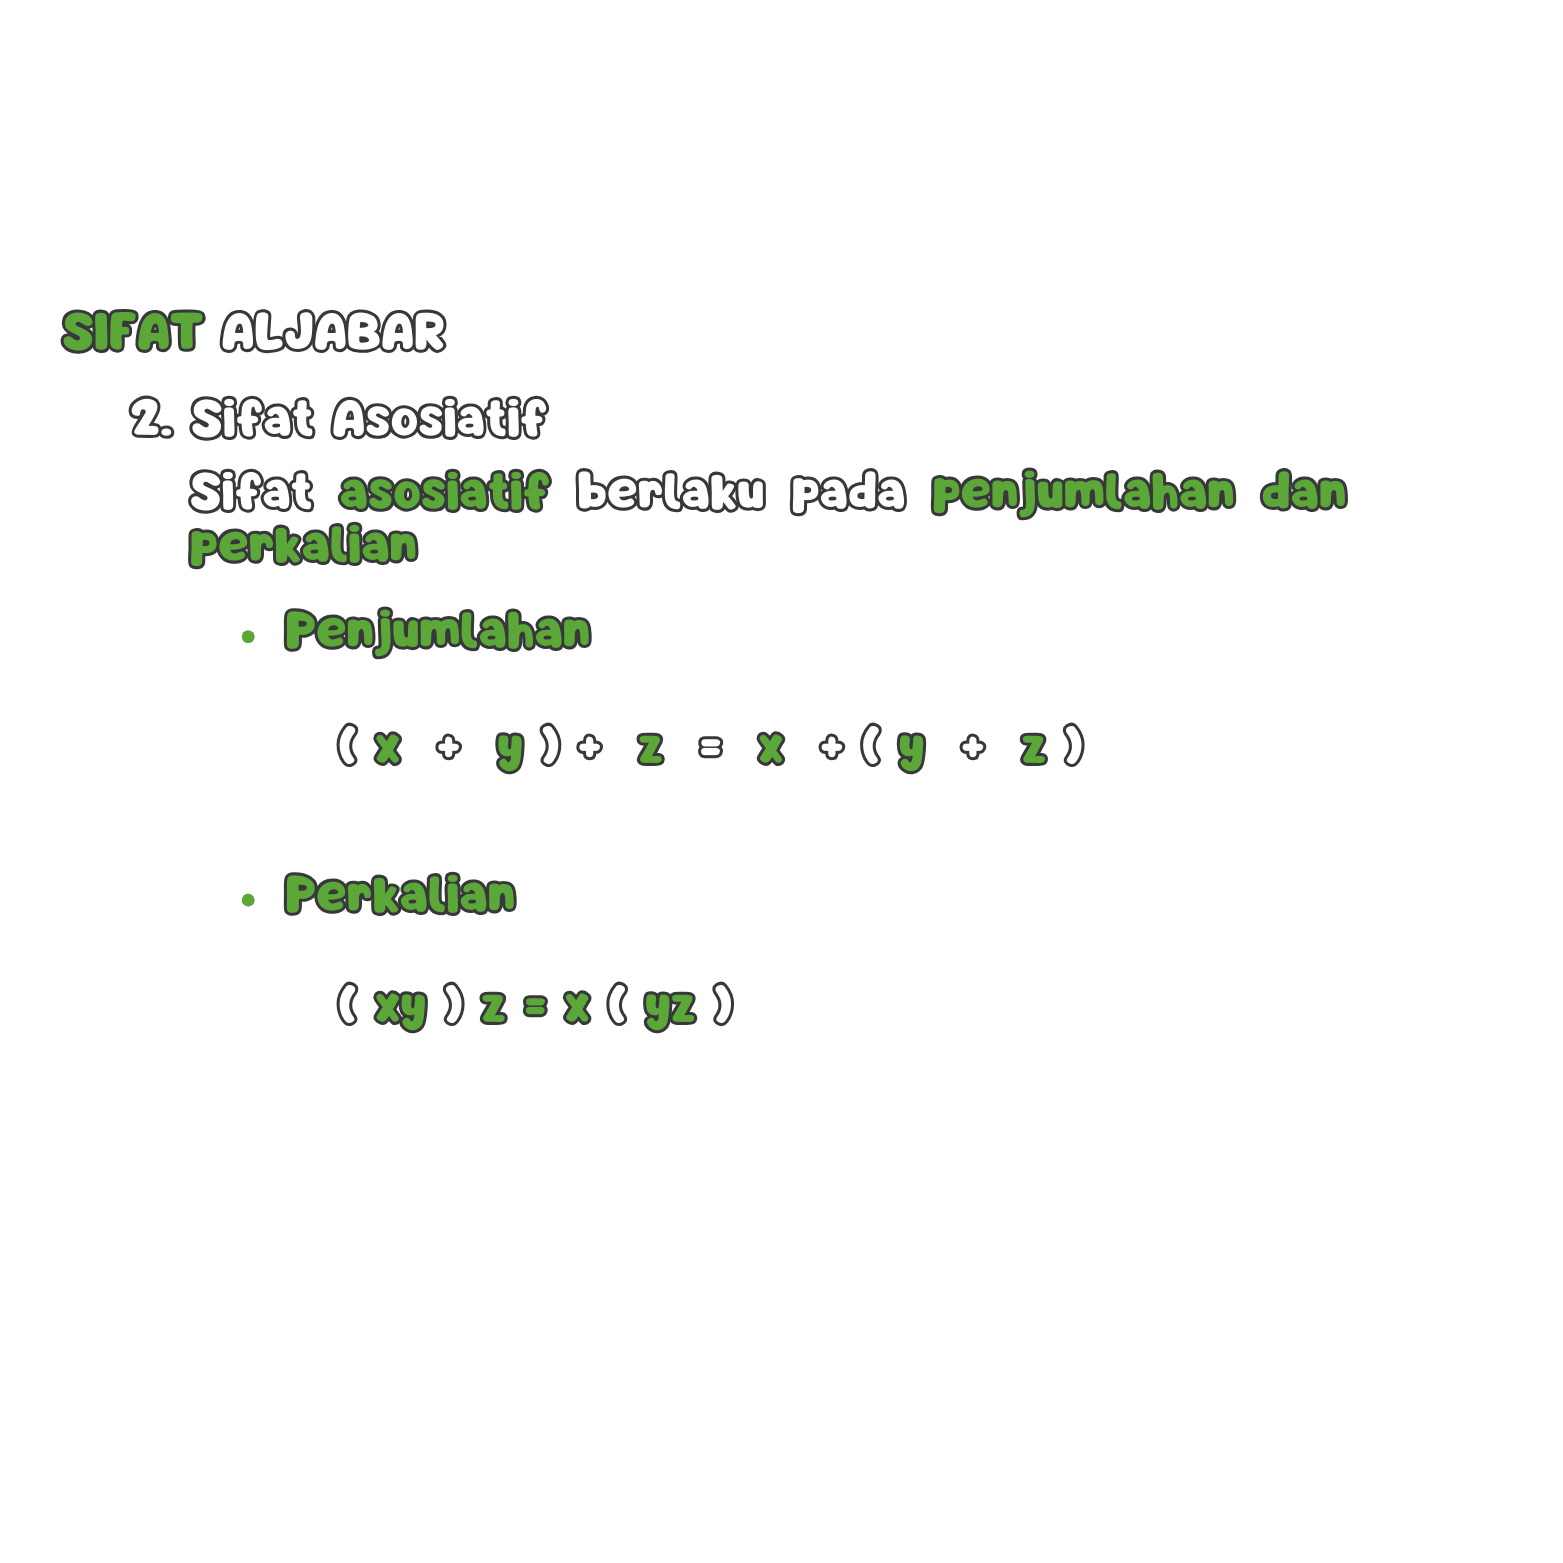 SIFAT ALJABAR
2. Sifat Asosiatif
Sifat asosiatif berlaku pada penjumlahan dan
perkalian
• Penjumlahan
( x + y ) + z = x + ( y + z )
• Perkalian
( xy ) z = x ( yz )